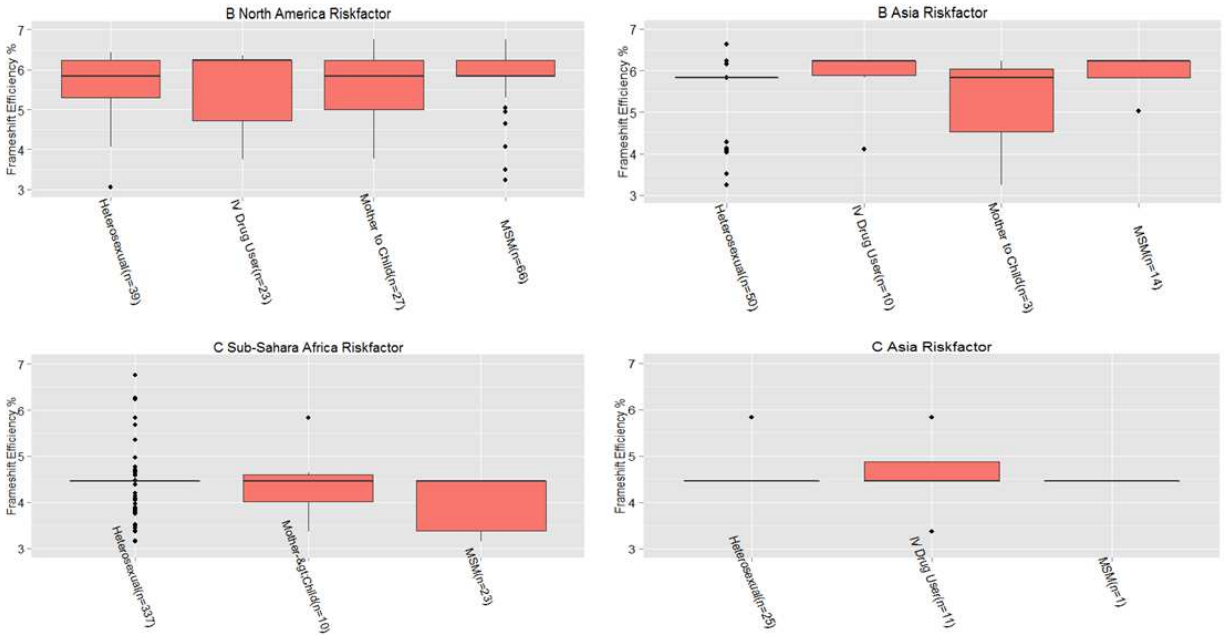 B North America Riskfactor
Frameshift Efficiency %
7
6
5
4
3
Heterosexual(n=39)
IV Drug User(n=23)
Mother to Child(n=27)
MSM(n=66)
B Asia Riskfactor
Frameshift Efficiency %
7
6
5
4
3
Heterosexual(n=50)
IV Drug User(n=10)
Mother to Child(n=3)
MSM(n=14)
C Sub-Sahara Africa Riskfactor
Frameshift Efficiency %
7
6
5
4
3
Heterosexual(n=337)
Mother-&gt;Child(n=10)
MSM(n=23)
C Asia Riskfactor
Frameshift Efficiency %
7
6
5
4
3
Heterosexual(n=25)
IV Drug User(n=11)
MSM(n=1)